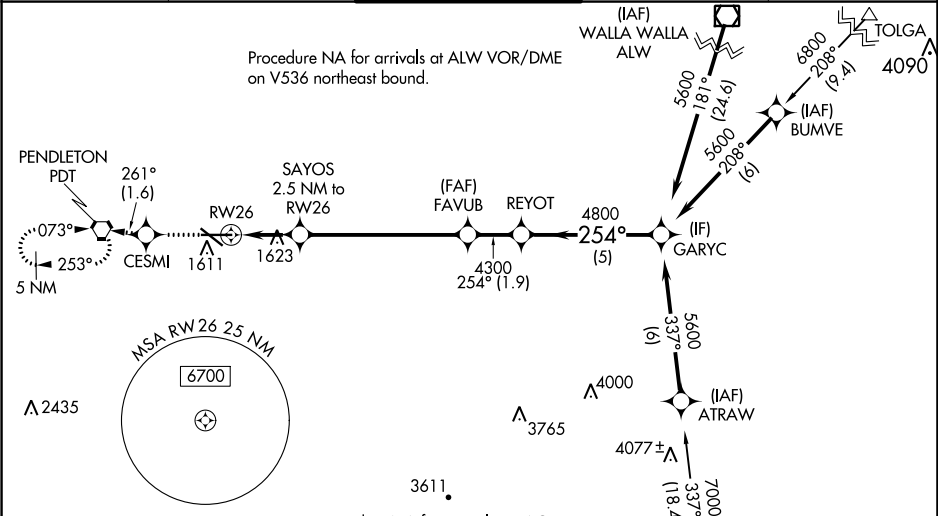 (IAF)
WALLA WALLA
ALW
TOLGA
4090
6800
208°
(9.4)
Procedure NA for arrivals at ALW VOR/DME
on V536 northeast bound.
5600
181°
(24.6)
(IAF)
BUMVE
5600
208°
(6)
PENDLETON
PDT
261°
(1.6)
SAYOS
2.5 NM to
RW26
(FAF)
FAVUB
REYOT
4800
254°
(5)
(IF)
GARYC
RW26
073°
253°
5 NM
CESMI
1611
1623
4300
254° (1.9)
5600
337°
(6)
MSA RW26 25 NM
6700
2435
4000
3765
(IAF)
ATRAW
4077±
3611
7000
337°
(18.4